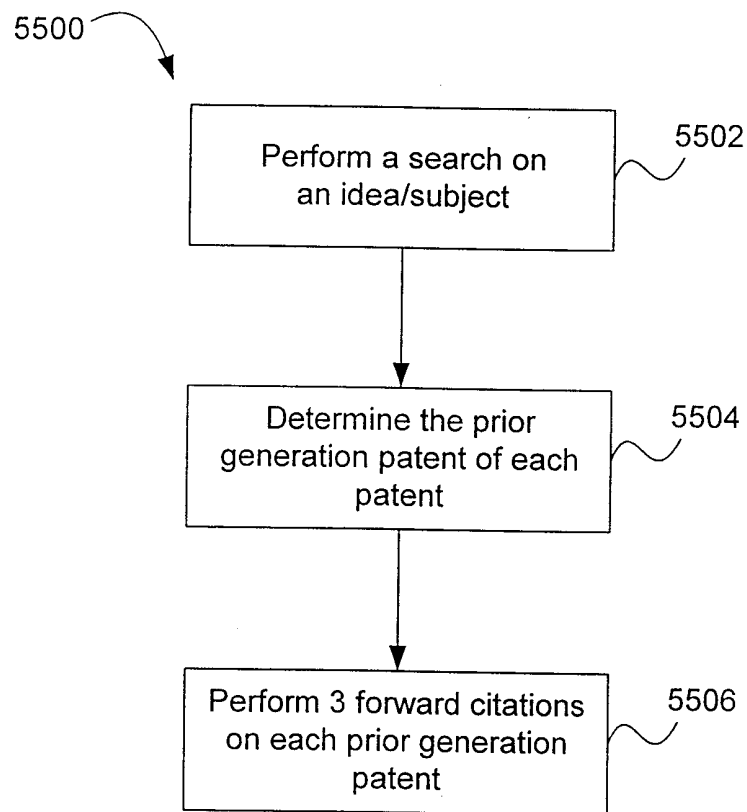 5500
Perform a search on
an idea/subject
5502
Determine the prior
generation patent of each
patent
5504
Perform 3 forward citations
on each prior generation
patent
5506